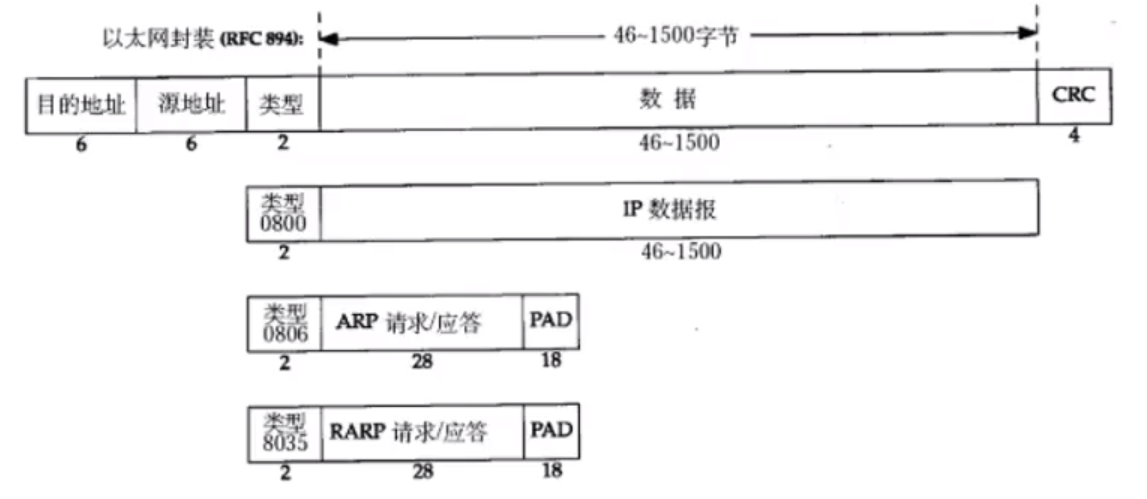 以太网封装 (RFC 894):
46~1500字节
目的地址 源地址 类型 数 据 CRC
6 6 2 46~1500 4
类型
0800
IP 数据报
2 46~1500
类型
0806
ARP 请求/应答 PAD
2 28 18
类型
8035
RARP 请求/应答 PAD
2 28 18